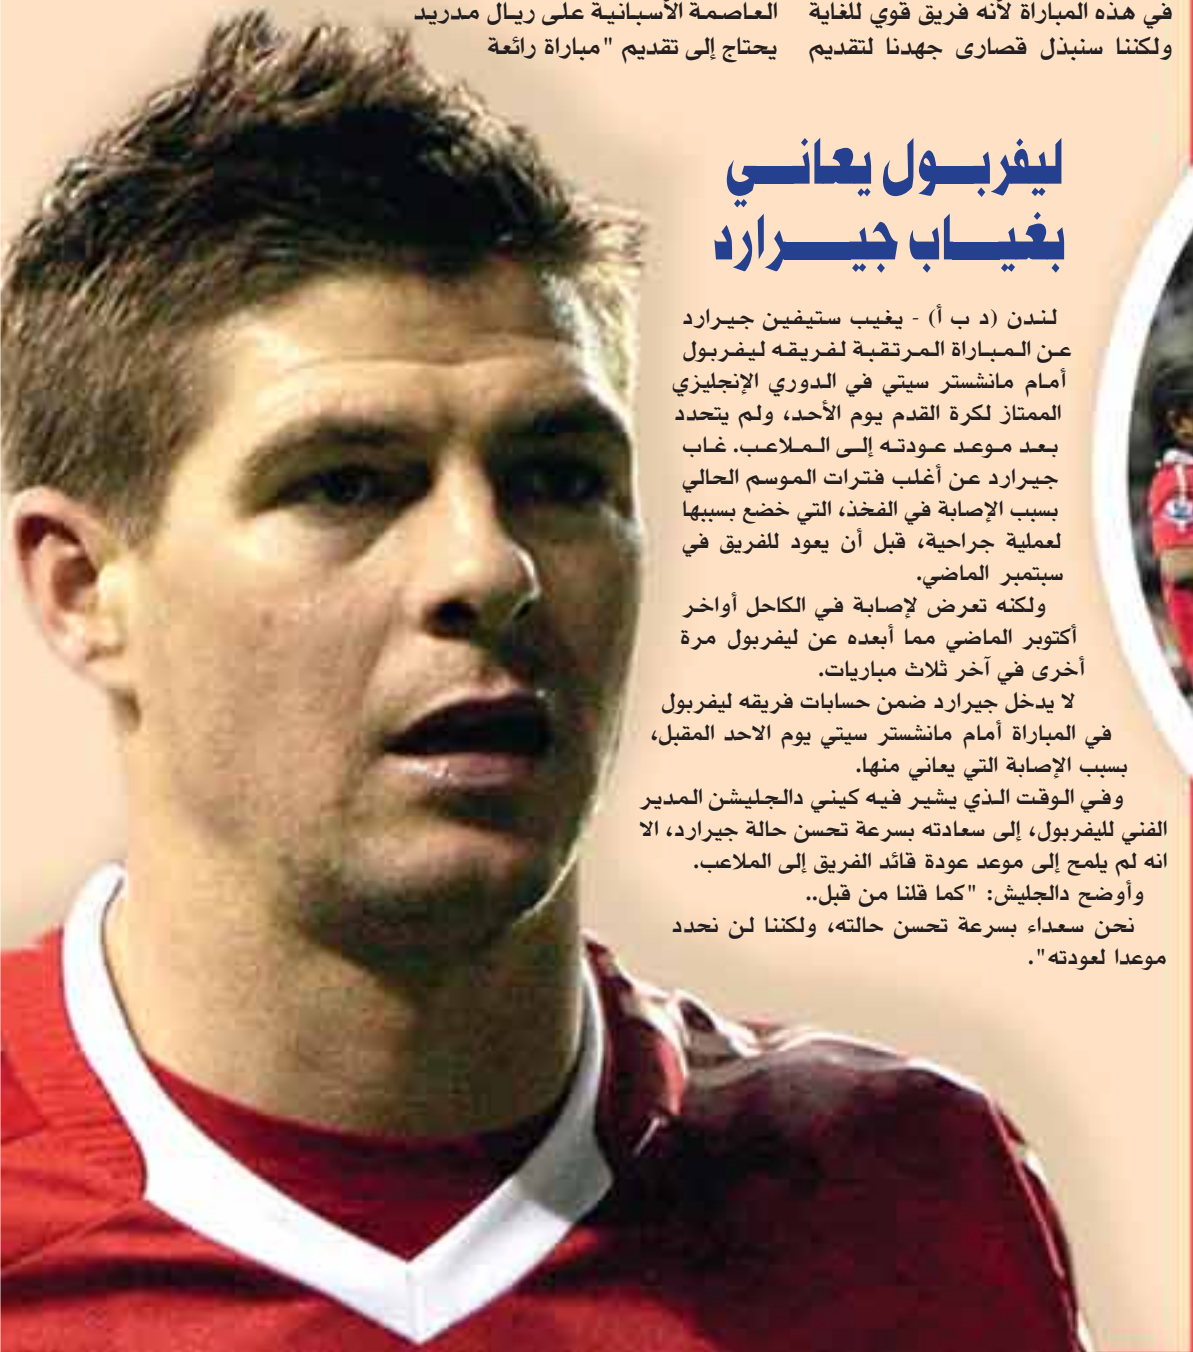 في هذه المباراة لأنه فريق قوي للغاية
ولكننا سنبذل قصارى جهدنا لتقديم
العاصمة الأسبانية على ريال مدريد
يحتاج إلى تقديم "مباراة رائعة
ليفربول يعاني
بغياب جيرارد
لندن (د ب أ) - يغيب ستيفين جيرارد
عن المباراة المرتقبة لفريقه ليفربول
أمام مانشستر سيتي في الدوري الإنجليزي
الممتاز لكرة القدم يوم الأحد، ولم يتحدد
بعد موعد عودته إلى الملاعب. غاب
جيرارد عن أغلب فترات الموسم الحالي
بسبب الإصابة في الفخذ، التي خضع بسببها
لعملية جراحية، قبل أن يعود للفريق في
سبتمبر الماضي.
ولكنه تعرض لإصابة في الكاحل أواخر
أكتوبر الماضي مما أبعده عن ليفربول مرة
أخرى في آخر ثلاث مباريات.
لا يدخل جيرارد ضمن حسابات فريقه ليفربول
في المباراة أمام مانشستر سيتي يوم الاحد المقبل،
بسبب الإصابة التي يعاني منها.
وفي الوقت الذي يشير فيه كيني دالجليشن المدير
الفني لليفربول، إلى سعادته بسرعة تحسن حالة جيرارد، الا
انه لم يلمح إلى موعد عودة قائد الفريق إلى الملاعب.
وأوضح دالجليش: "كما قلنا من قبل..
نحن سعداء بسرعة تحسن حالته، ولكننا لن نحدد
موعدا لعودته".